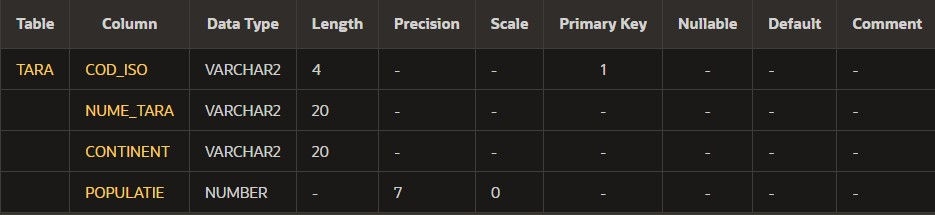 Table Column Data Type Length Precision Scale Primary Key Nullable Default Comment
TARA COD_ISO VARCHAR2 4 - - 1 - - -
NUME_TARA VARCHAR2 20 - - - - - -
CONTINENT VARCHAR2 20 - - - - - -
POPULATIE NUMBER - 7 0 - - - -